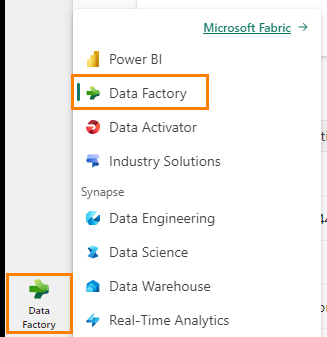 Microsoft Fabric →
Power BI
Data Factory
Data Activator
Industry Solutions
Synapse
Data Engineering
Data Science
Data Warehouse
Real-Time Analytics
Data
Factory